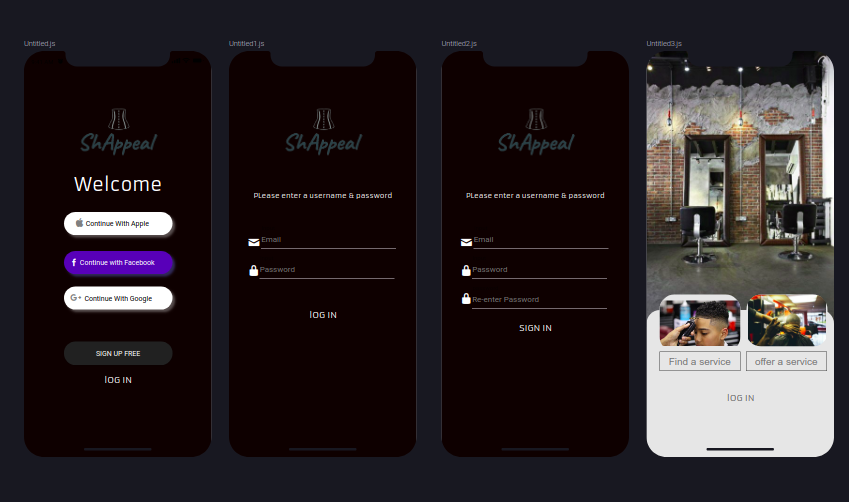 Untitled.js
ShAppeal
Welcome
Continue With Apple
Continue with Facebook
G+ Continue With Google
SIGN UP FREE
lOG IN
Untitled1.js
ShAppeal
PLease enter a username & password
Email
Password
lOG IN
Untitled2.js
ShAppeal
PLease enter a username & password
Email
Password
Re-enter Password
SIGN IN
Untitled3.js
Find a service
offer a service
lOG IN